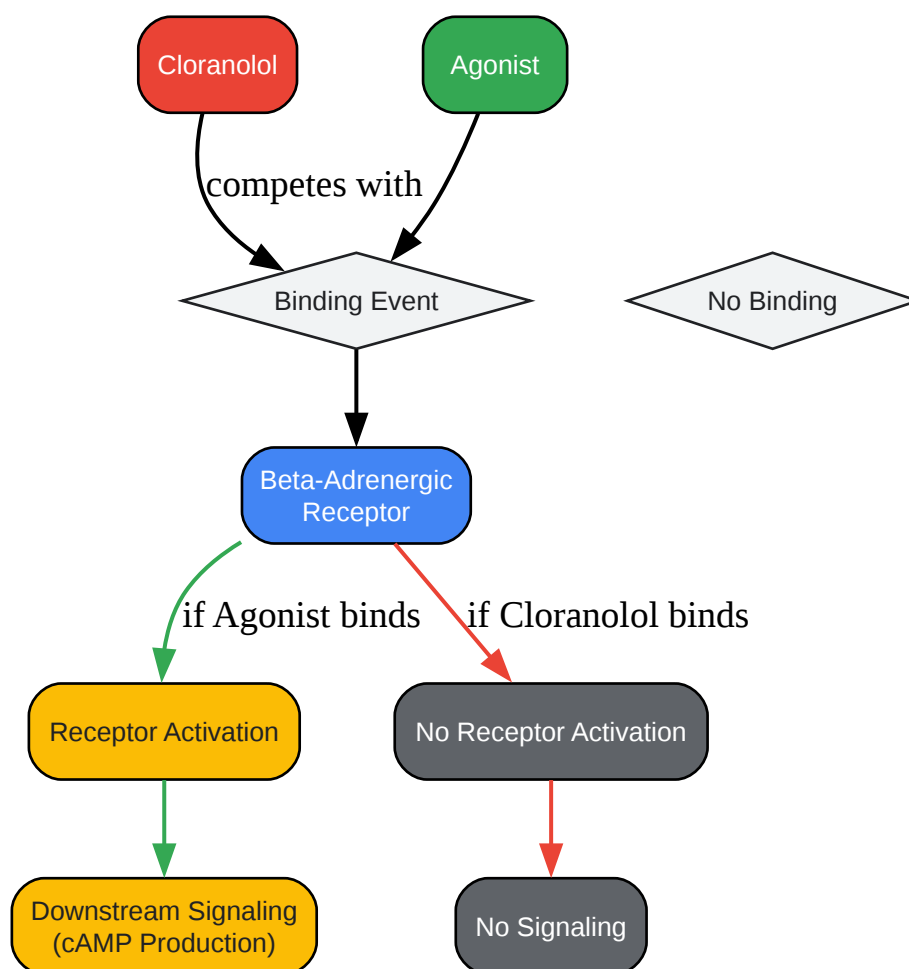 Cloranolol
Agonist
competes with
Binding Event
No Binding
Beta-Adrenergic
Receptor
if Agonist binds
if Cloranolol binds
Receptor Activation
No Receptor Activation
Downstream Signaling
(cAMP Production)
No Signaling